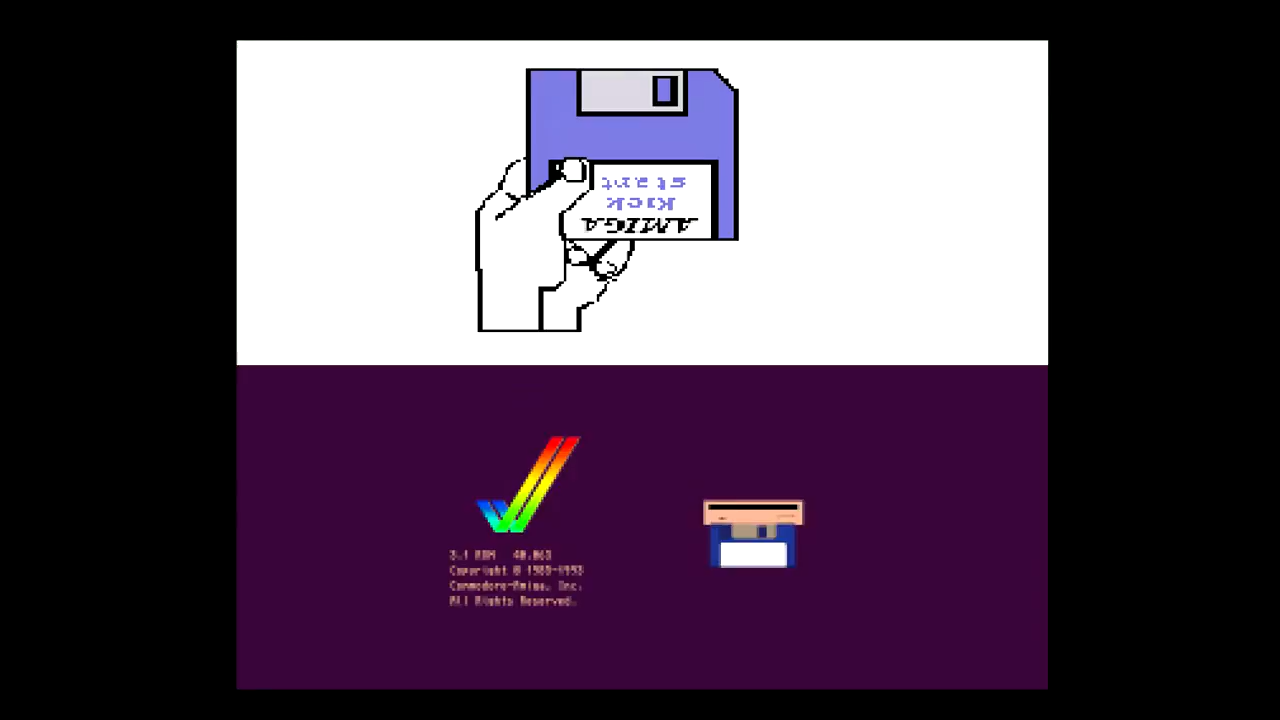 start
Kick
AMIGA
3.1 ROM 40.063
Copyright © 1985-1993
Commodore-Amiga, Inc.
All Rights Reserved.